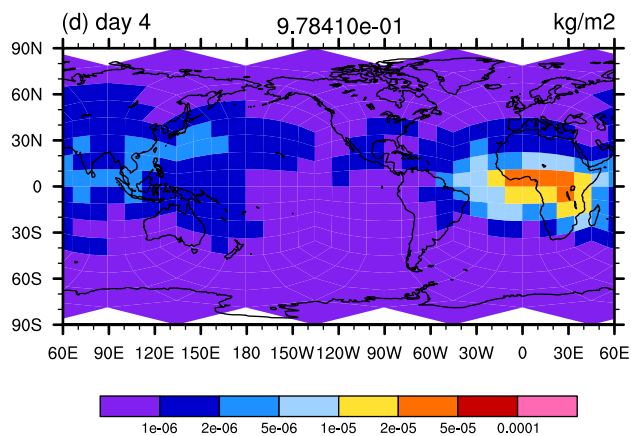 (d) day 4 9.78410e-01 kg/m2
90N
60N
30N
0
30S
60S
90S
60E 90E 120E 150E 180 150W 120W 90W 60W 30W 0 30E 60E
1e-06 2e-06 5e-06 1e-05 2e-05 5e-05 0.0001